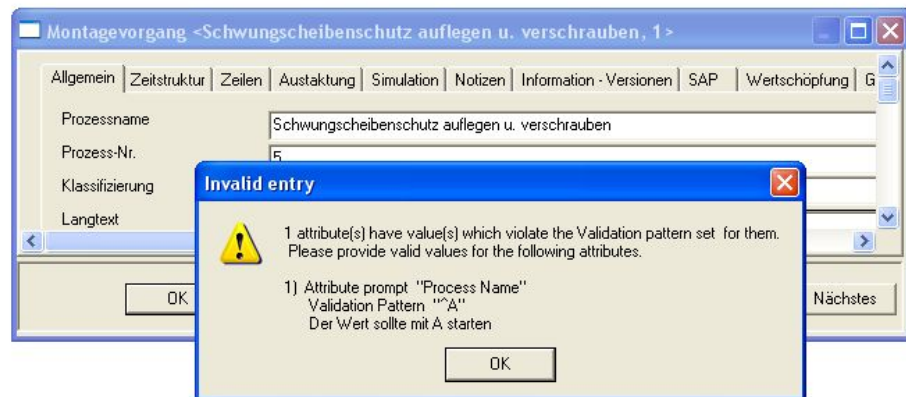 Montagevorgang <Schwungscheibenschutz auflegen u. verschrauben, 1>
Allgemein Zeitstruktur Zeilen Austaktung Simulation Notizen Information - Versionen SAP Wertschöpfung G
Prozessname Schwungscheibenschutz auflegen u. verschrauben
Prozess-Nr. 5
Klassifizierung
Langtext
Invalid entry
1 attribute(s) have value(s) which violate the Validation pattern set for them.
Please provide valid values for the following attributes.
1) Attribute prompt "Process Name"
Validation Pattern "^A"
Der Wert sollte mit A starten
OK
OK
Nächstes